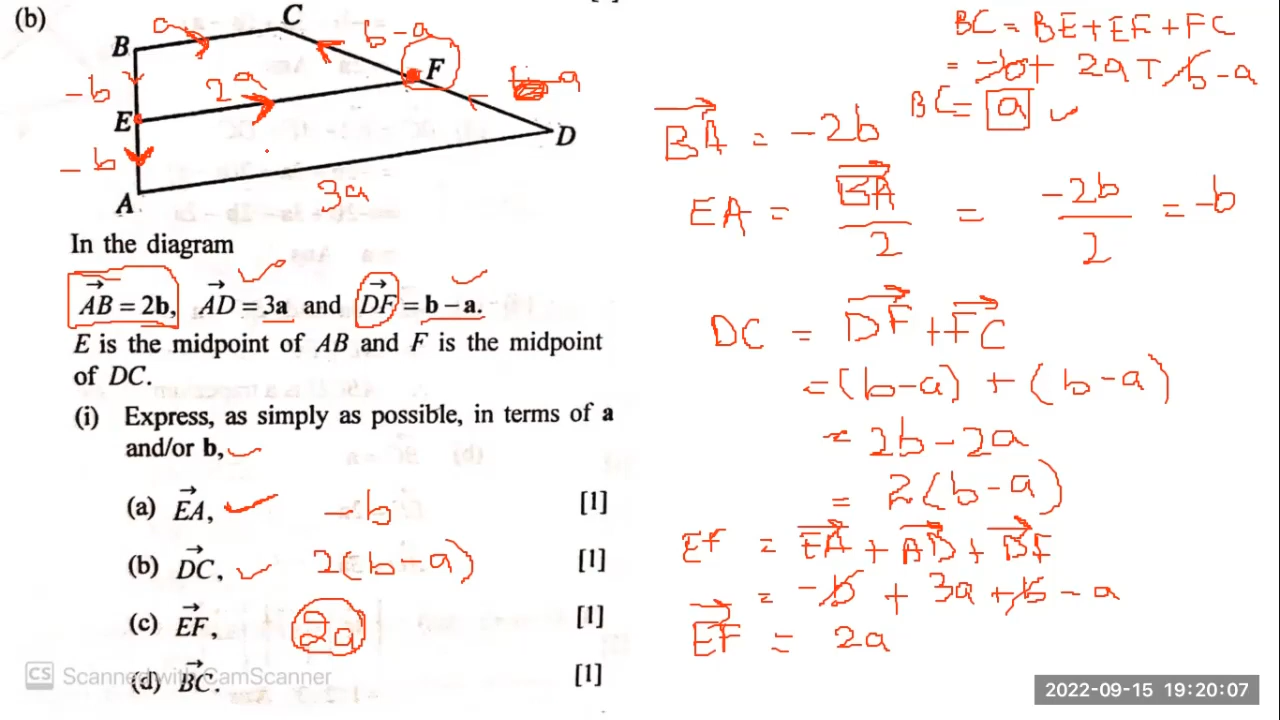 (b)
B
C
F
E
A
D
a
b-a
-b
2a
-b
a
3a
In the diagram
AB = 2b, AD = 3a and DF = b – a.
E is the midpoint of AB and F is the midpoint
of DC.
(i) Express, as simply as possible, in terms of a
and/or b,
(a) EA, -b [1]
(b) DC, 2(b-a) [1]
(c) EF, 2a [1]
(d) BC. [1]
CS Scanned with CamScanner
BC = BE + EF + FC
= -b + 2a + b - a
BC = a
BA = -2b
EA = BA/2 = -2b/2 = -b
DC = DF + FC
= (b-a) + (b-a)
= 2b - 2a
= 2(b-a)
EF = EA + AD + DF
= -b + 3a + b - a
EF = 2a
2022-09-15 19:20:07